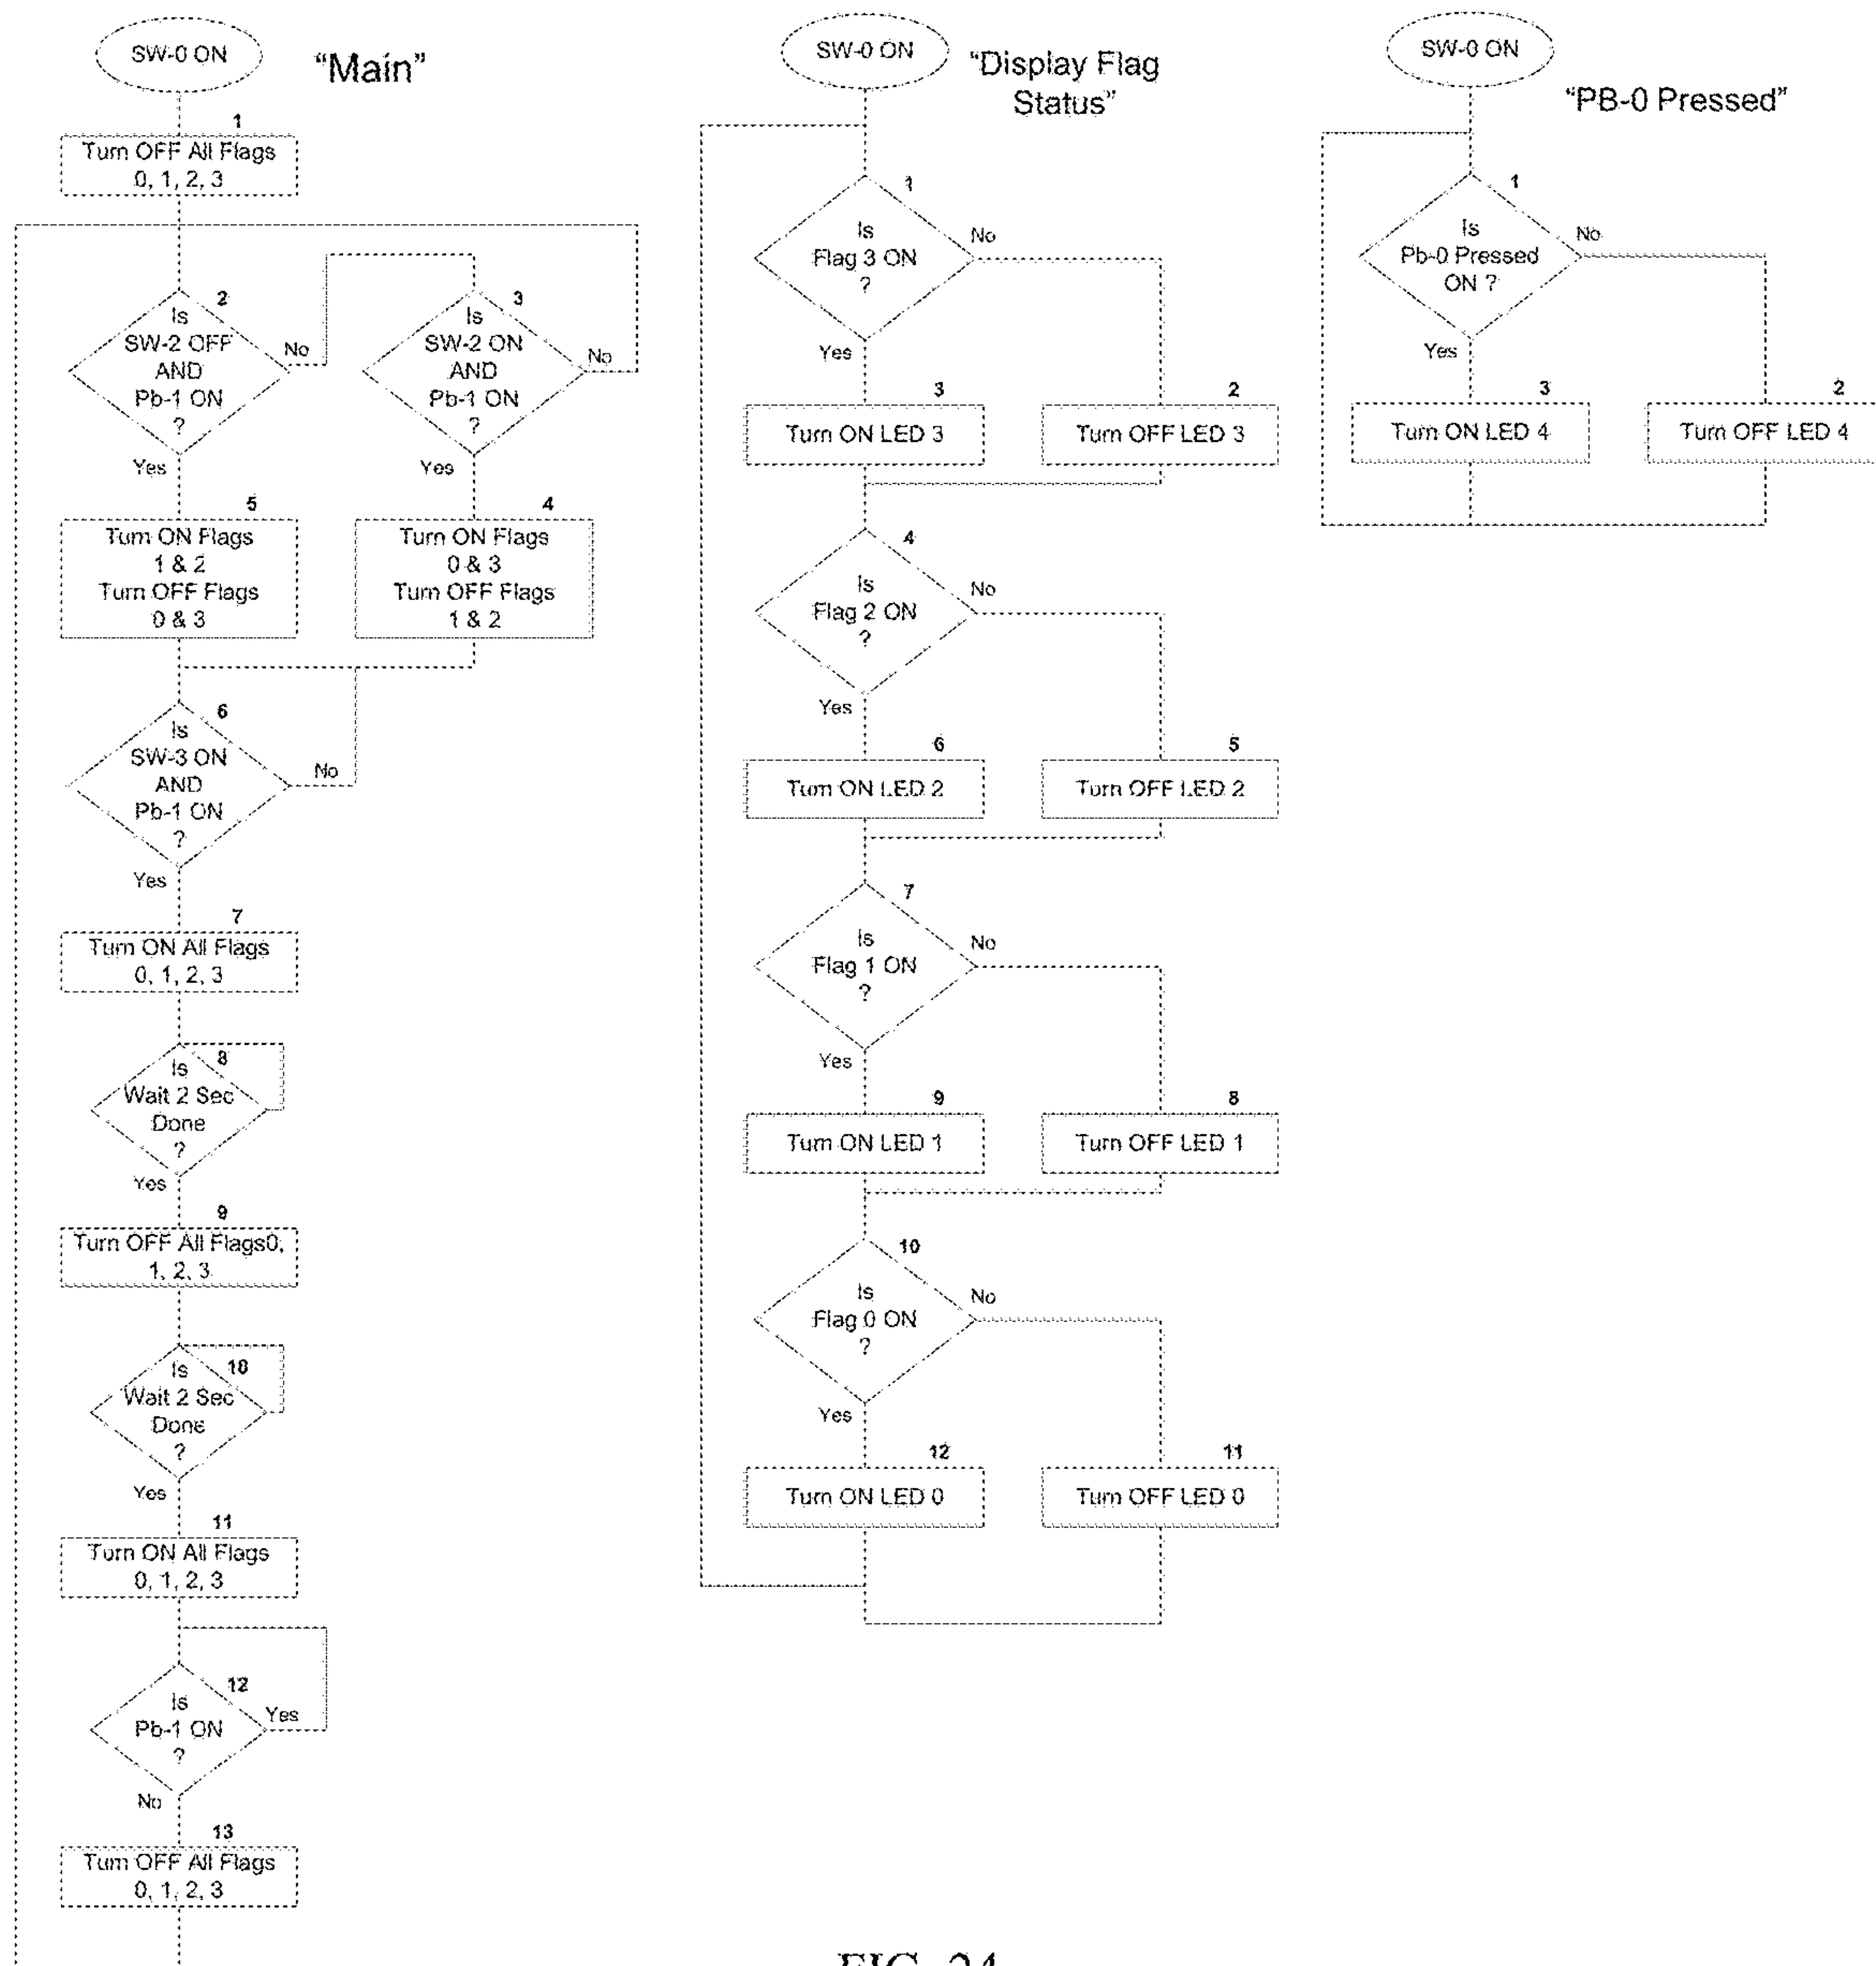 SW-0 ON
"Main"
1
Turn OFF All Flags
0, 1, 2, 3
2
Is
SW-2 OFF
AND
Pb-1 ON
?
No
Yes
3
Is
SW-2 ON
AND
Pb-1 ON
?
No
Yes
5
Turn ON Flags
1 & 2
Turn OFF Flags
0 & 3
4
Turn ON Flags
0 & 3
Turn OFF Flags
1 & 2
6
Is
SW-3 ON
AND
Pb-1 ON
?
No
Yes
7
Turn ON All Flags
0, 1, 2, 3
8
Is
Wait 2 Sec
Done
?
Yes
9
Turn OFF All Flags0,
1, 2, 3
10
Is
Wait 2 Sec
Done
?
Yes
11
Turn ON All Flags
0, 1, 2, 3
12
Is
Pb-1 ON
?
Yes
No
13
Turn OFF All Flags
0, 1, 2, 3
SW-0 ON
"Display Flag
Status"
1
Is
Flag 3 ON
?
No
Yes
3
Turn ON LED 3
2
Turn OFF LED 3
4
Is
Flag 2 ON
?
No
Yes
6
Turn ON LED 2
5
Turn OFF LED 2
7
Is
Flag 1 ON
?
No
Yes
9
Turn ON LED 1
8
Turn OFF LED 1
10
Is
Flag 0 ON
?
No
Yes
12
Turn ON LED 0
11
Turn OFF LED 0
SW-0 ON
"PB-0 Pressed"
1
Is
Pb-0 Pressed
ON ?
No
Yes
3
Turn ON LED 4
2
Turn OFF LED 4
FIG. 24